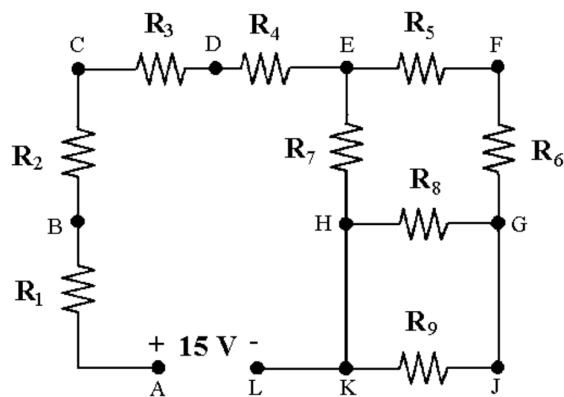 R3 R4 R5
C D E F
R2 R7 R8 R6
B H G
R1 R9
+ 15 V -
A L K J